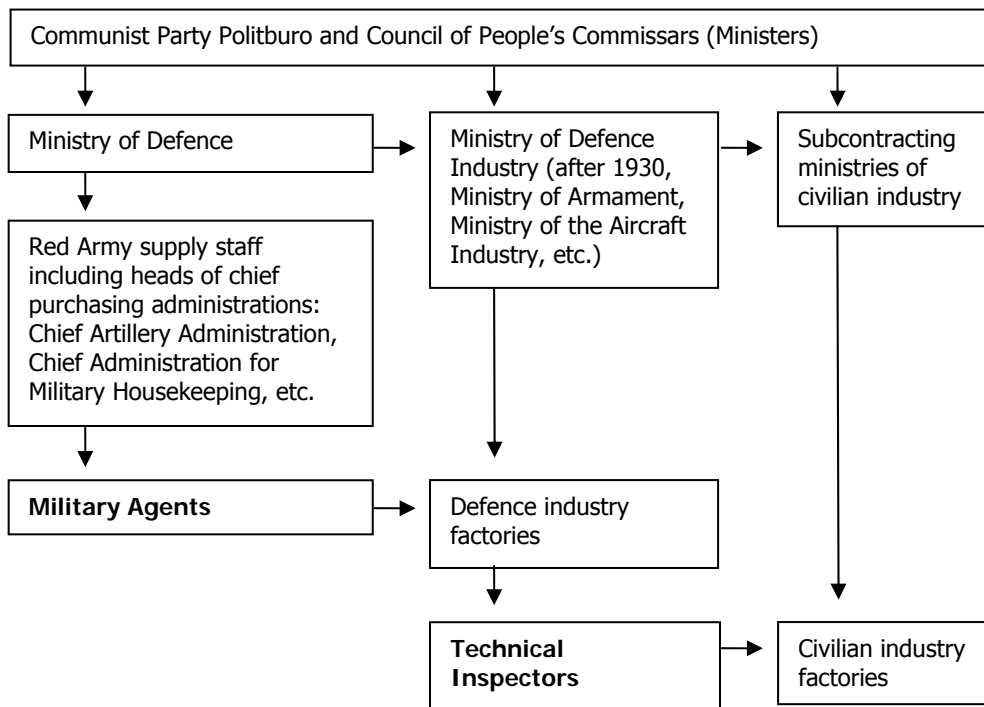 Communist Party Politburo and Council of People’s Commissars (Ministers)
Ministry of Defence
Ministry of Defence
Industry (after 1930,
Ministry of Armament,
Ministry of the Aircraft
Industry, etc.)
Subcontracting
ministries of
civilian industry
Red Army supply staff
including heads of chief
purchasing administrations:
Chief Artillery Administration,
Chief Administration for
Military Housekeeping, etc.
Military Agents
Defence industry
factories
Technical
Inspectors
Civilian industry
factories